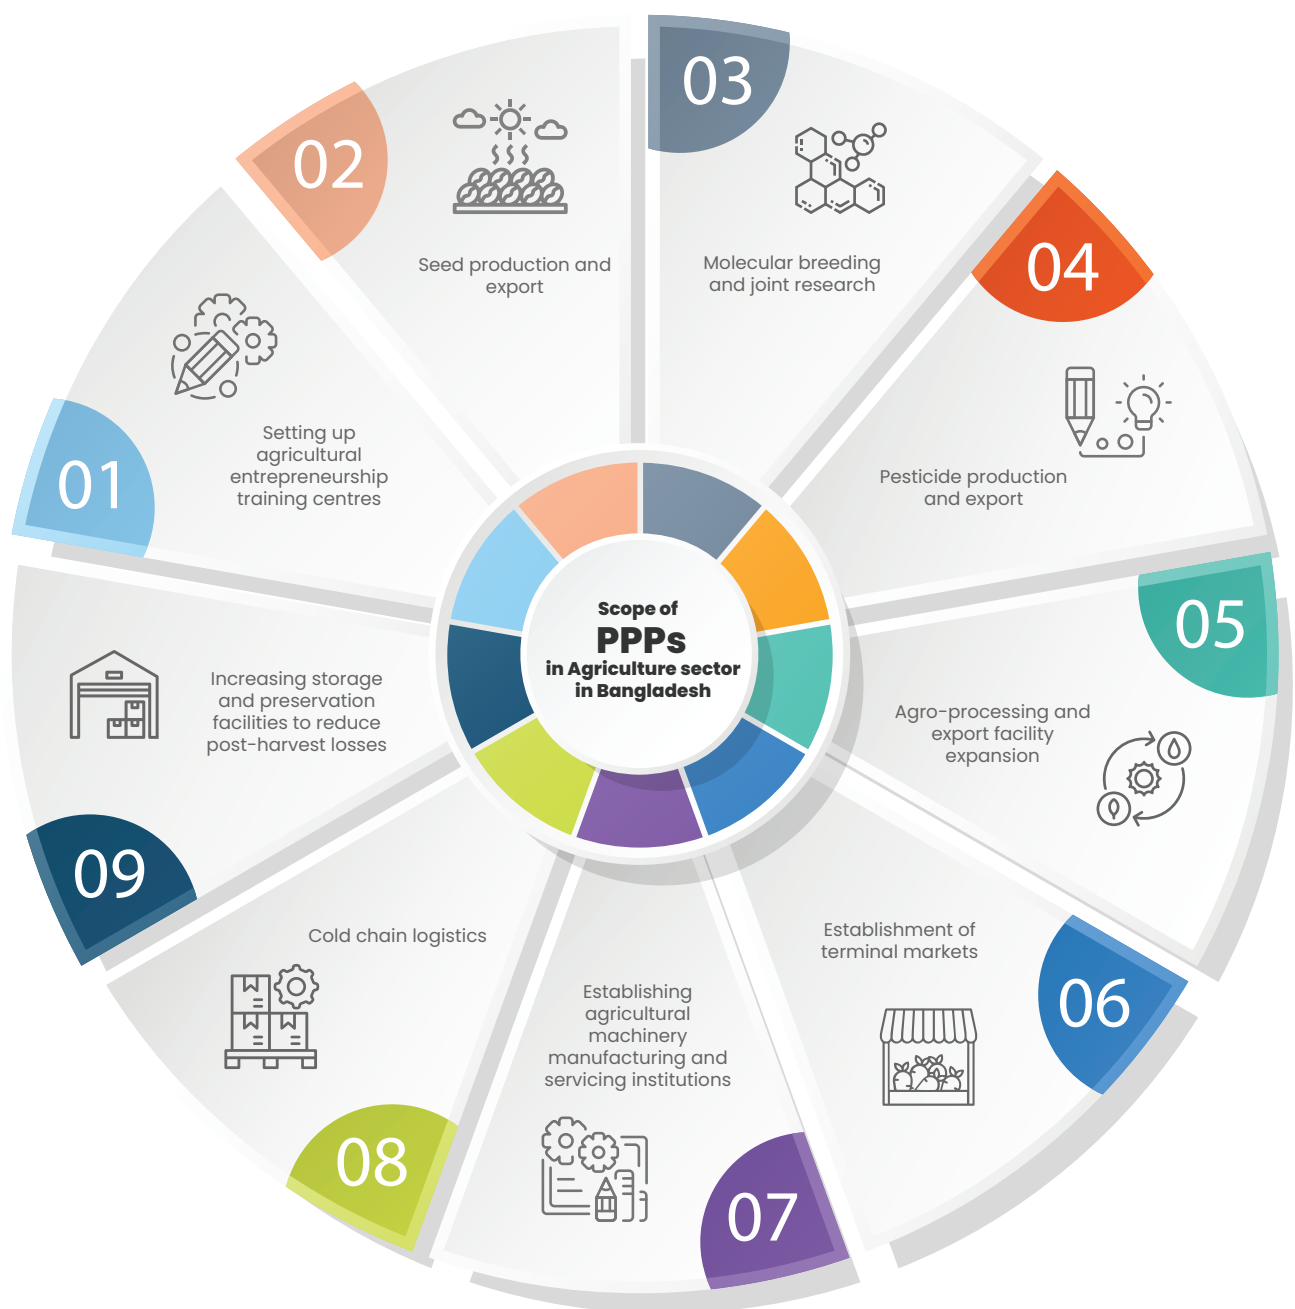 Scope of
PPPs
in Agriculture sector
in Bangladesh
01
Setting up
agricultural
entrepreneurship
training centres
02
Seed production and
export
03
Molecular breeding
and joint research
04
Pesticide production
and export
05
Agro-processing and
export facility
expansion
06
Establishment of
terminal markets
07
Establishing
agricultural
machinery
manufacturing and
servicing institutions
08
Cold chain logistics
09
Increasing storage
and preservation
facilities to reduce
post-harvest losses